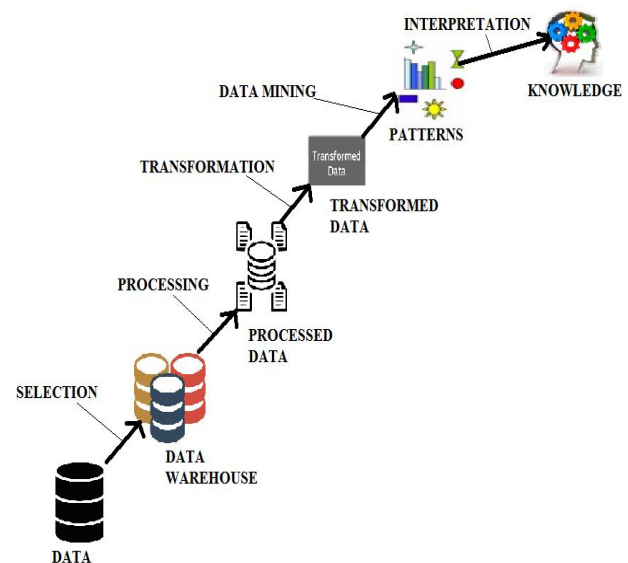 INTERPRETATION
KNOWLEDGE
DATA MINING
PATTERNS
Transformed
Data
TRANSFORMATION
TRANSFORMED
DATA
PROCESSING
PROCESSED
DATA
SELECTION
DATA
WAREHOUSE
DATA